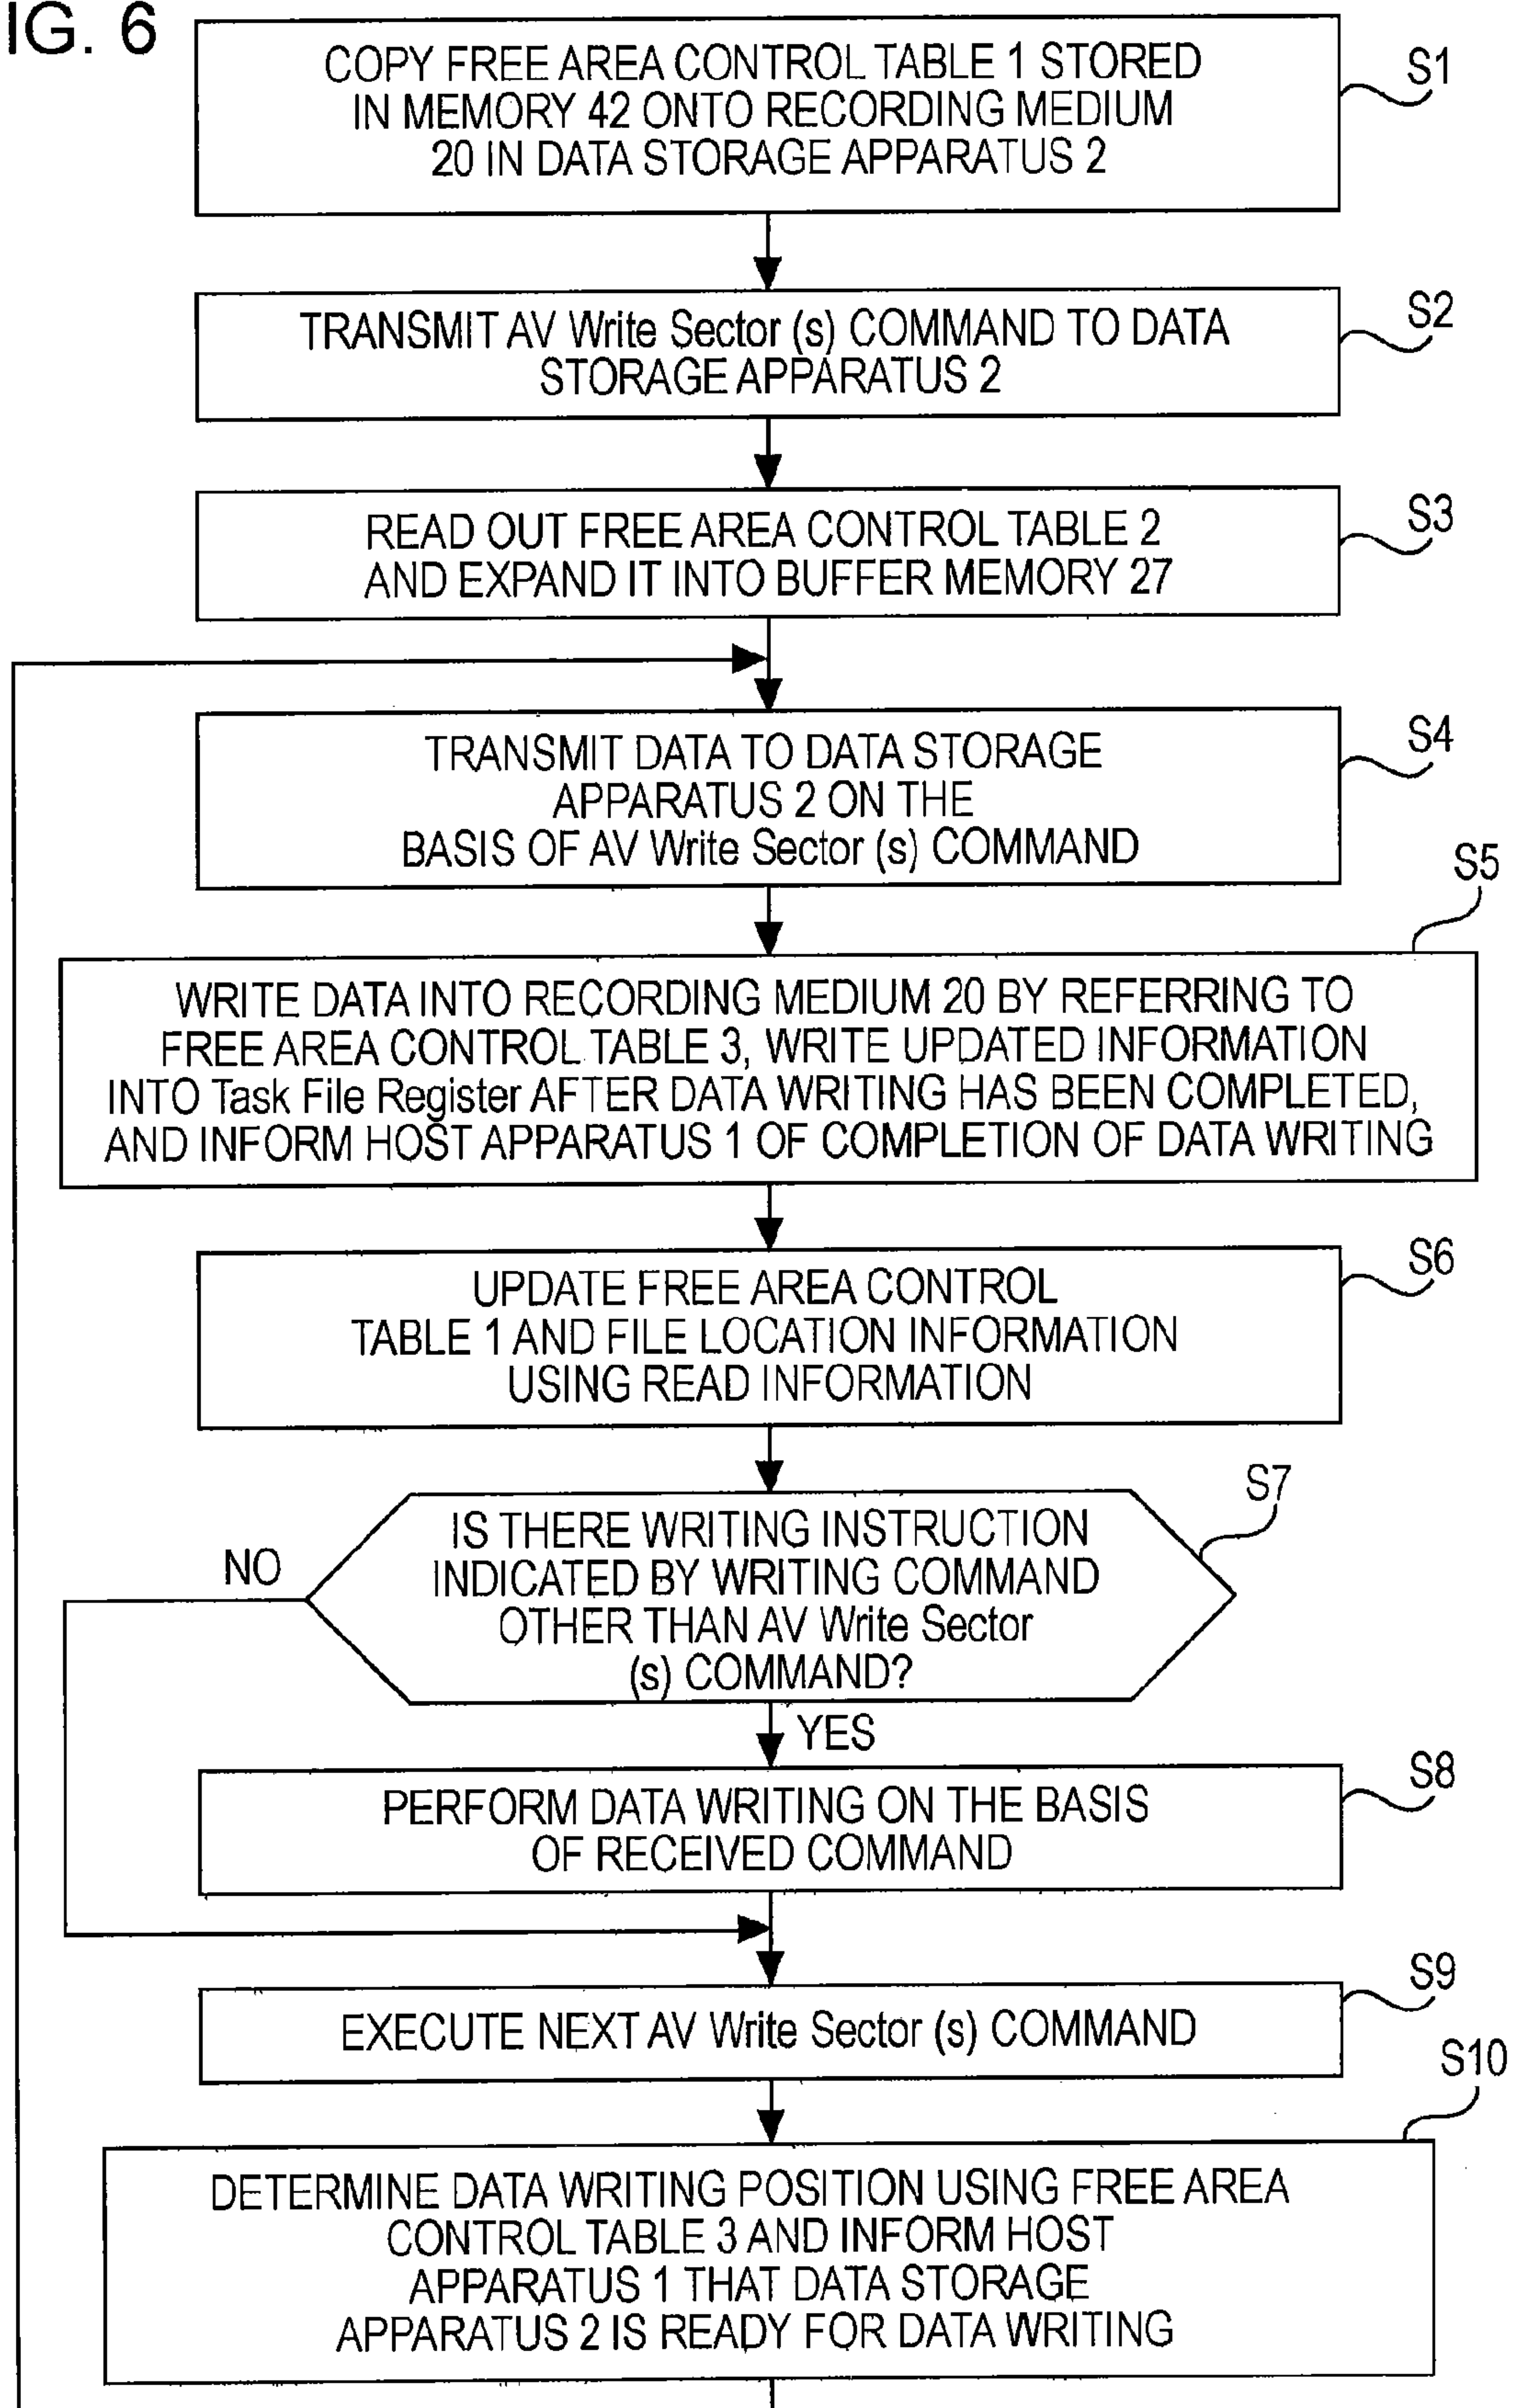 IG. 6
COPY FREE AREA CONTROL TABLE 1 STORED
IN MEMORY 42 ONTO RECORDING MEDIUM
20 IN DATA STORAGE APPARATUS 2
S1
TRANSMIT AV Write Sector (s) COMMAND TO DATA
STORAGE APPARATUS 2
S2
READ OUT FREE AREA CONTROL TABLE 2
AND EXPAND IT INTO BUFFER MEMORY 27
S3
TRANSMIT DATA TO DATA STORAGE
APPARATUS 2 ON THE
BASIS OF AV Write Sector (s) COMMAND
S4
S5
WRITE DATA INTO RECORDING MEDIUM 20 BY REFERRING TO
FREE AREA CONTROL TABLE 3, WRITE UPDATED INFORMATION
INTO Task File Register AFTER DATA WRITING HAS BEEN COMPLETED,
AND INFORM HOST APPARATUS 1 OF COMPLETION OF DATA WRITING
UPDATE FREE AREA CONTROL
TABLE 1 AND FILE LOCATION INFORMATION
USING READ INFORMATION
S6
S7
IS THERE WRITING INSTRUCTION
INDICATED BY WRITING COMMAND
OTHER THAN AV Write Sector
(s) COMMAND?
NO
YES
PERFORM DATA WRITING ON THE BASIS
OF RECEIVED COMMAND
S8
EXECUTE NEXT AV Write Sector (s) COMMAND
S9
S10
DETERMINE DATA WRITING POSITION USING FREE AREA
CONTROL TABLE 3 AND INFORM HOST
APPARATUS 1 THAT DATA STORAGE
APPARATUS 2 IS READY FOR DATA WRITING